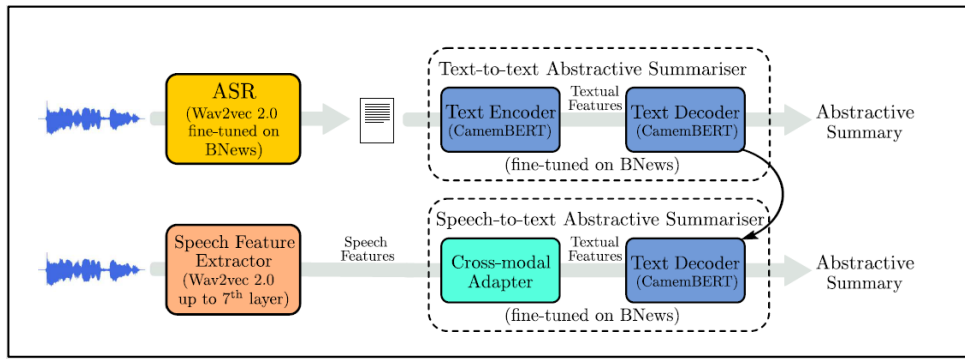 Text-to-text Abstractive Summariser
ASR
(Wav2vec 2.0
fine-tuned on
BNews)
Text Encoder
(CamemBERT)
Textual
Features
Text Decoder
(CamemBERT)
(fine-tuned on BNews)
Abstractive
Summary
Speech-to-text Abstractive Summariser
Speech Feature
Extractor
(Wav2vec 2.0
up to 7th layer)
Speech
Features
Cross-modal
Adapter
Textual
Features
Text Decoder
(CamemBERT)
(fine-tuned on BNews)
Abstractive
Summary